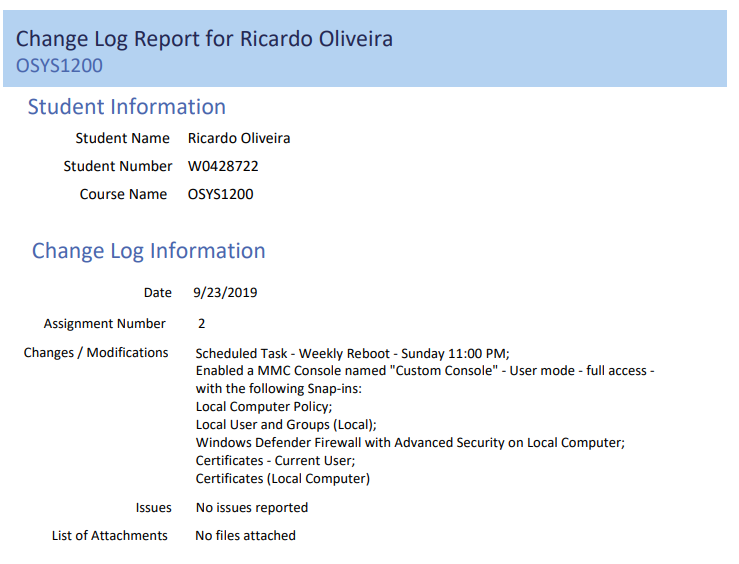 Change Log Report for Ricardo Oliveira
OSYS1200
Student Information
Student Name Ricardo Oliveira
Student Number W0428722
Course Name OSYS1200
Change Log Information
Date 9/23/2019
Assignment Number 2
Changes / Modifications Scheduled Task - Weekly Reboot - Sunday 11:00 PM;
Enabled a MMC Console named "Custom Console" - User mode - full access -
with the following Snap-ins:
Local Computer Policy;
Local User and Groups (Local);
Windows Defender Firewall with Advanced Security on Local Computer;
Certificates - Current User;
Certificates (Local Computer)
Issues No issues reported
List of Attachments No files attached